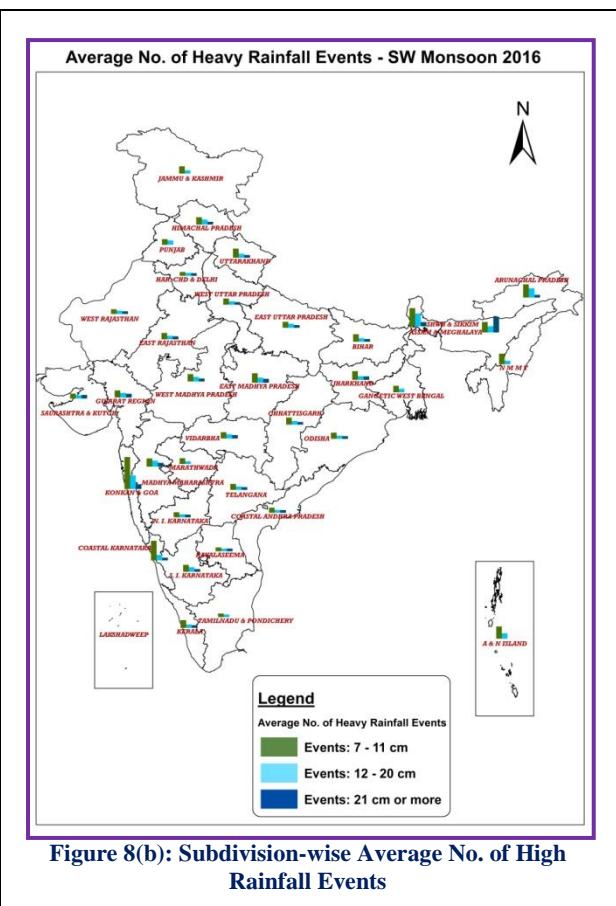 Average No. of Heavy Rainfall Events - SW Monsoon 2016
N
JAMMU & KASHMIR
HIMACHAL PRADESH
PUNJAB
UTTARAKHAND
HAR. CHD & DELHI
ARUNACHAL PRADESH
WEST UTTAR PRADESH
WEST RAJASTHAN
EAST UTTAR PRADESH
SHWB & SIKKIM
ASSAM & MEGHALAYA
EAST RAJASTHAN
BIHAR
N M M T
WEST MADHYA PRADESH
EAST MADHYA PRADESH
JHARKHAND
GANGETIC WEST BENGAL
GUJARAT REGION
SAURASHTRA & KUTCH
CHHATTISGARH
VIDARBHA
ODISHA
MARATHWADA
MADHYA MAHARASHTRA
KONKAN & GOA
TELANGANA
N. I. KARNATAKA
COASTAL ANDHRA PRADESH
COASTAL KARNATAKA
RAYALASEEMA
S. I. KARNATAKA
LAKSHADWEEP
KERALA
TAMILNADU & PONDICHERY
A & N ISLAND
Legend
Average No. of Heavy Rainfall Events
Events: 7 - 11 cm
Events: 12 - 20 cm
Events: 21 cm or more
Figure 8(b): Subdivision-wise Average No. of High
Rainfall Events